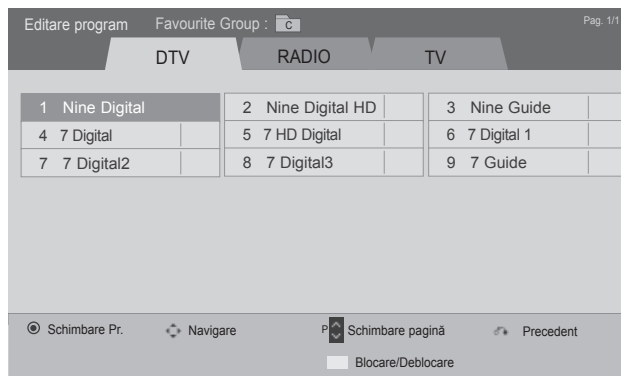 Editare program Favourite Group : C Pag. 1/1
DTV RADIO TV
1 Nine Digital 2 Nine Digital HD 3 Nine Guide
4 7 Digital 5 7 HD Digital 6 7 Digital 1
7 7 Digital2 8 7 Digital3 9 7 Guide
Schimbare Pr. Navigare P Schimbare pagină Precedent
Blocare/Deblocare